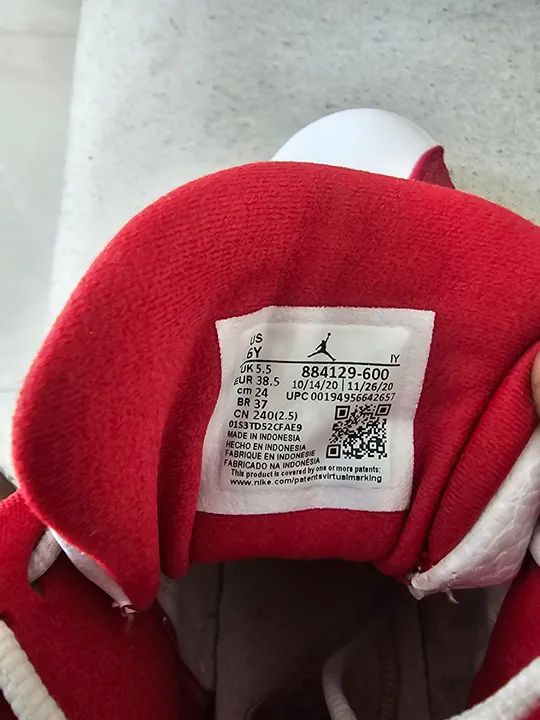 US
6Y
IY
UK 5.5
884129-600
EUR 38.5
10/14/20 | 11/26/20
cm 24
UPC 00194956642657
BR 37
CN 240(2.5)
01S3TD52CFAE9
MADE IN INDONESIA
HECHO EN INDONESIA
FABRIQUE EN INDONESIE
FABRICADO NA INDONÉSIA
This product is covered by one or more patents:
www.nike.com/patentsvirtualmarking